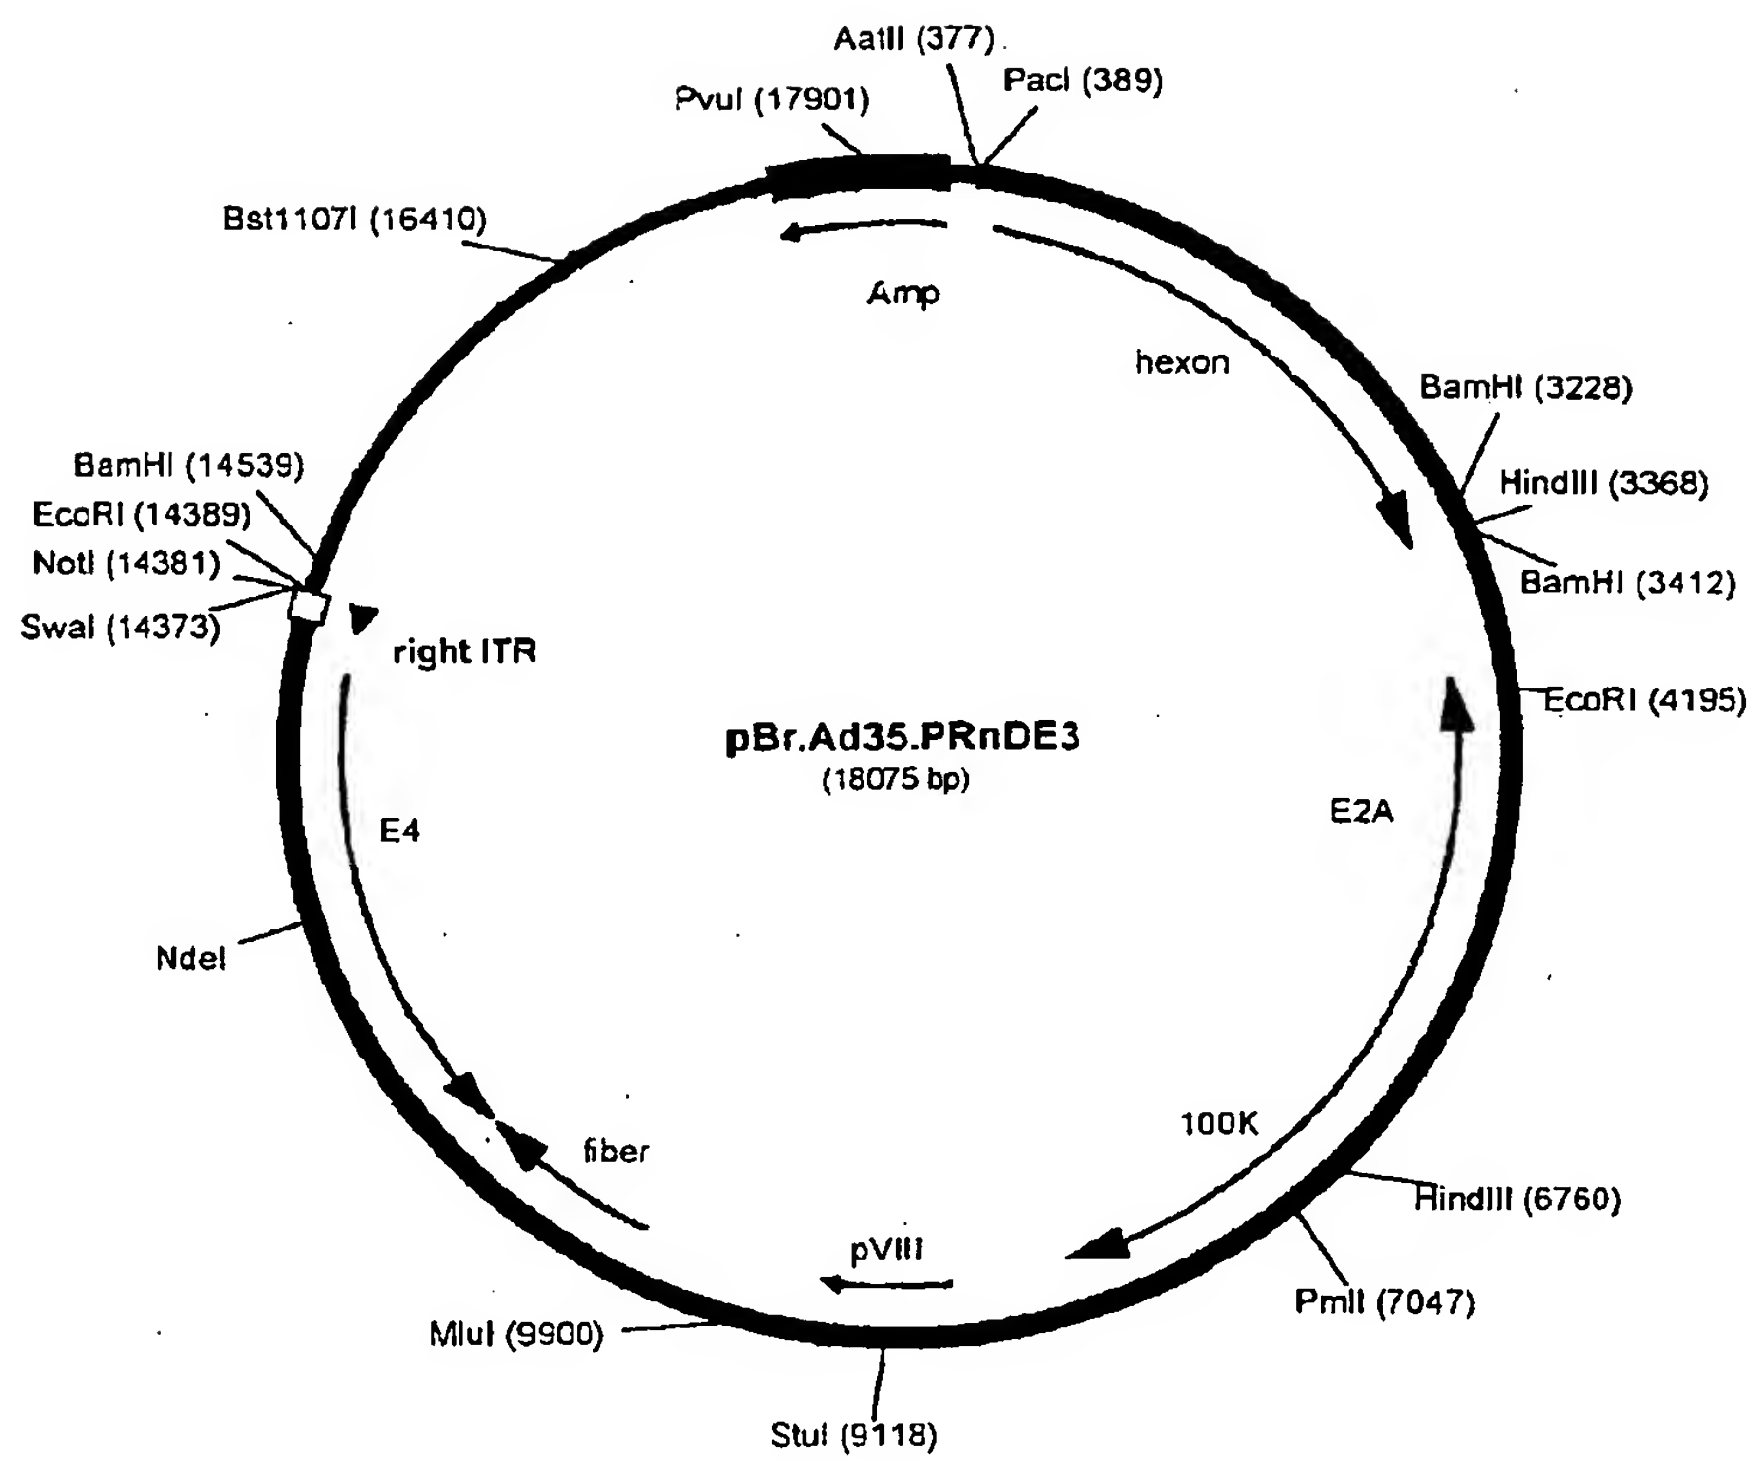 AatII (377)
PacI (389)
PvuI (17901)
Bst1107I (16410)
Amp
hexon
BamHI (3228)
BamHI (14539)
HindIII (3368)
EcoRI (14389)
NotI (14381)
BamHI (3412)
SwaI (14373)
right ITR
EcoRI (4195)
pBr.Ad35.PRnDE3
(18075 bp)
E2A
E4
NdeI
100K
fiber
HindIII (6760)
pVIII
PmlI (7047)
MluI (9900)
StuI (9118)